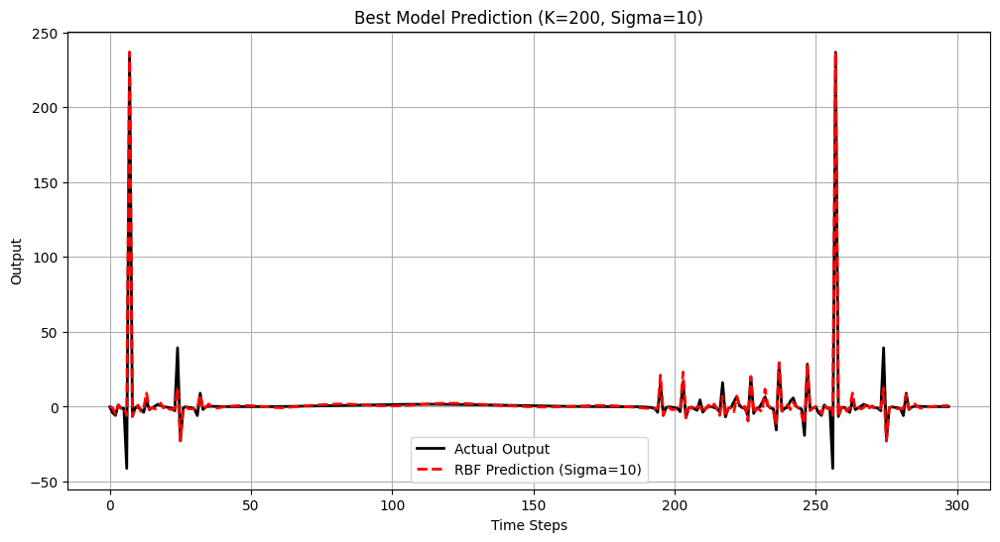 Best Model Prediction (K=200, Sigma=10)
250
200
150
100
50
0
−50
Output
Actual Output
RBF Prediction (Sigma=10)
0 50 100 150 200 250 300
Time Steps